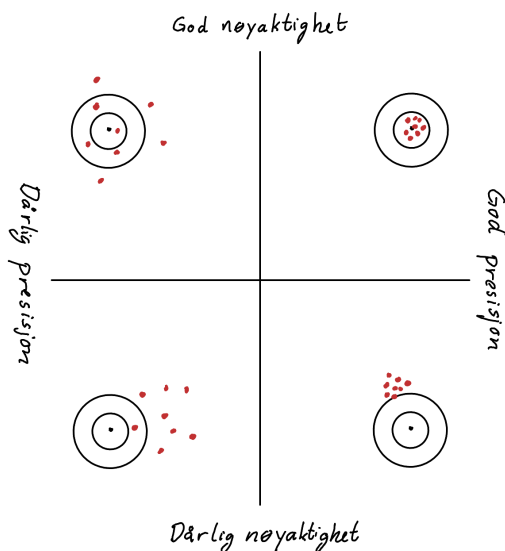 God nøyaktighet
Dårlig presisjon
God presisjon
Dårlig nøyaktighet